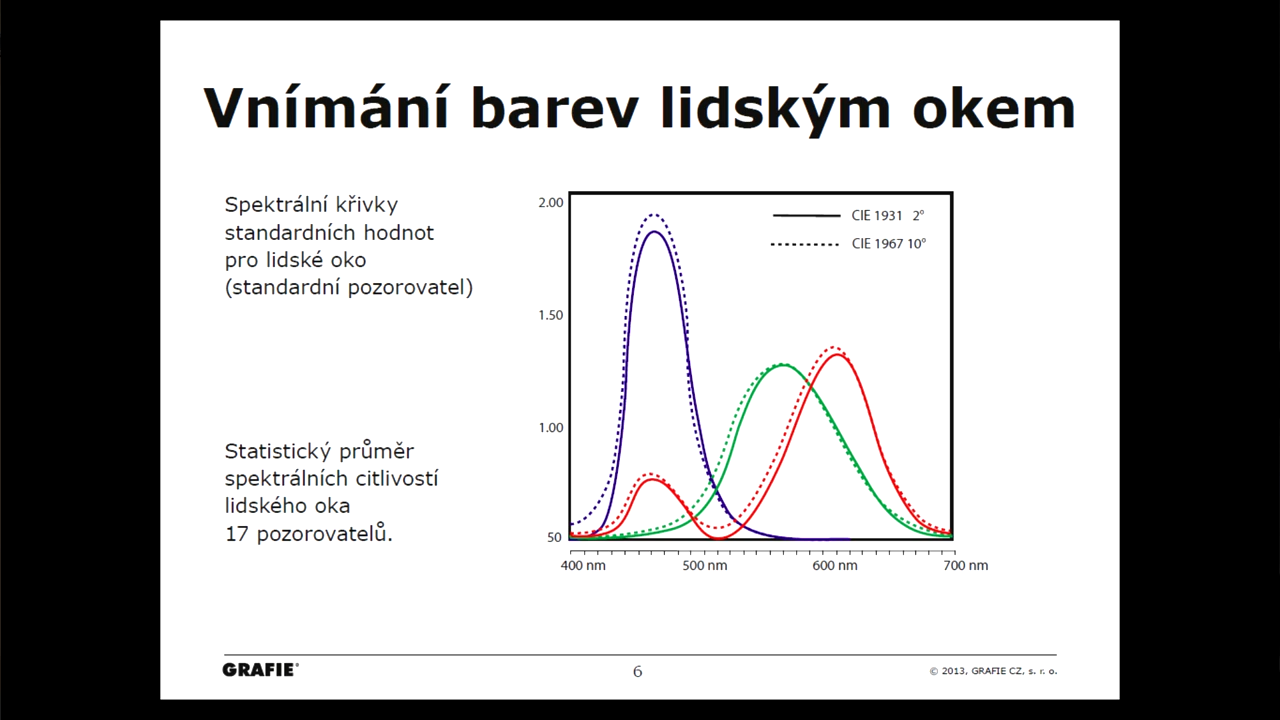 Vnímání barev lidským okem
Spektrální křivky
standardních hodnot
pro lidské oko
(standardní pozorovatel)
Statistický průměr
spektrálních citlivostí
lidského oka
17 pozorovatelů.
2.00
1.50
1.00
50
CIE 1931 2°
CIE 1967 10°
400 nm 500 nm 600 nm 700 nm
GRAFIE®
6
© 2013, GRAFIE CZ, s. r. o.